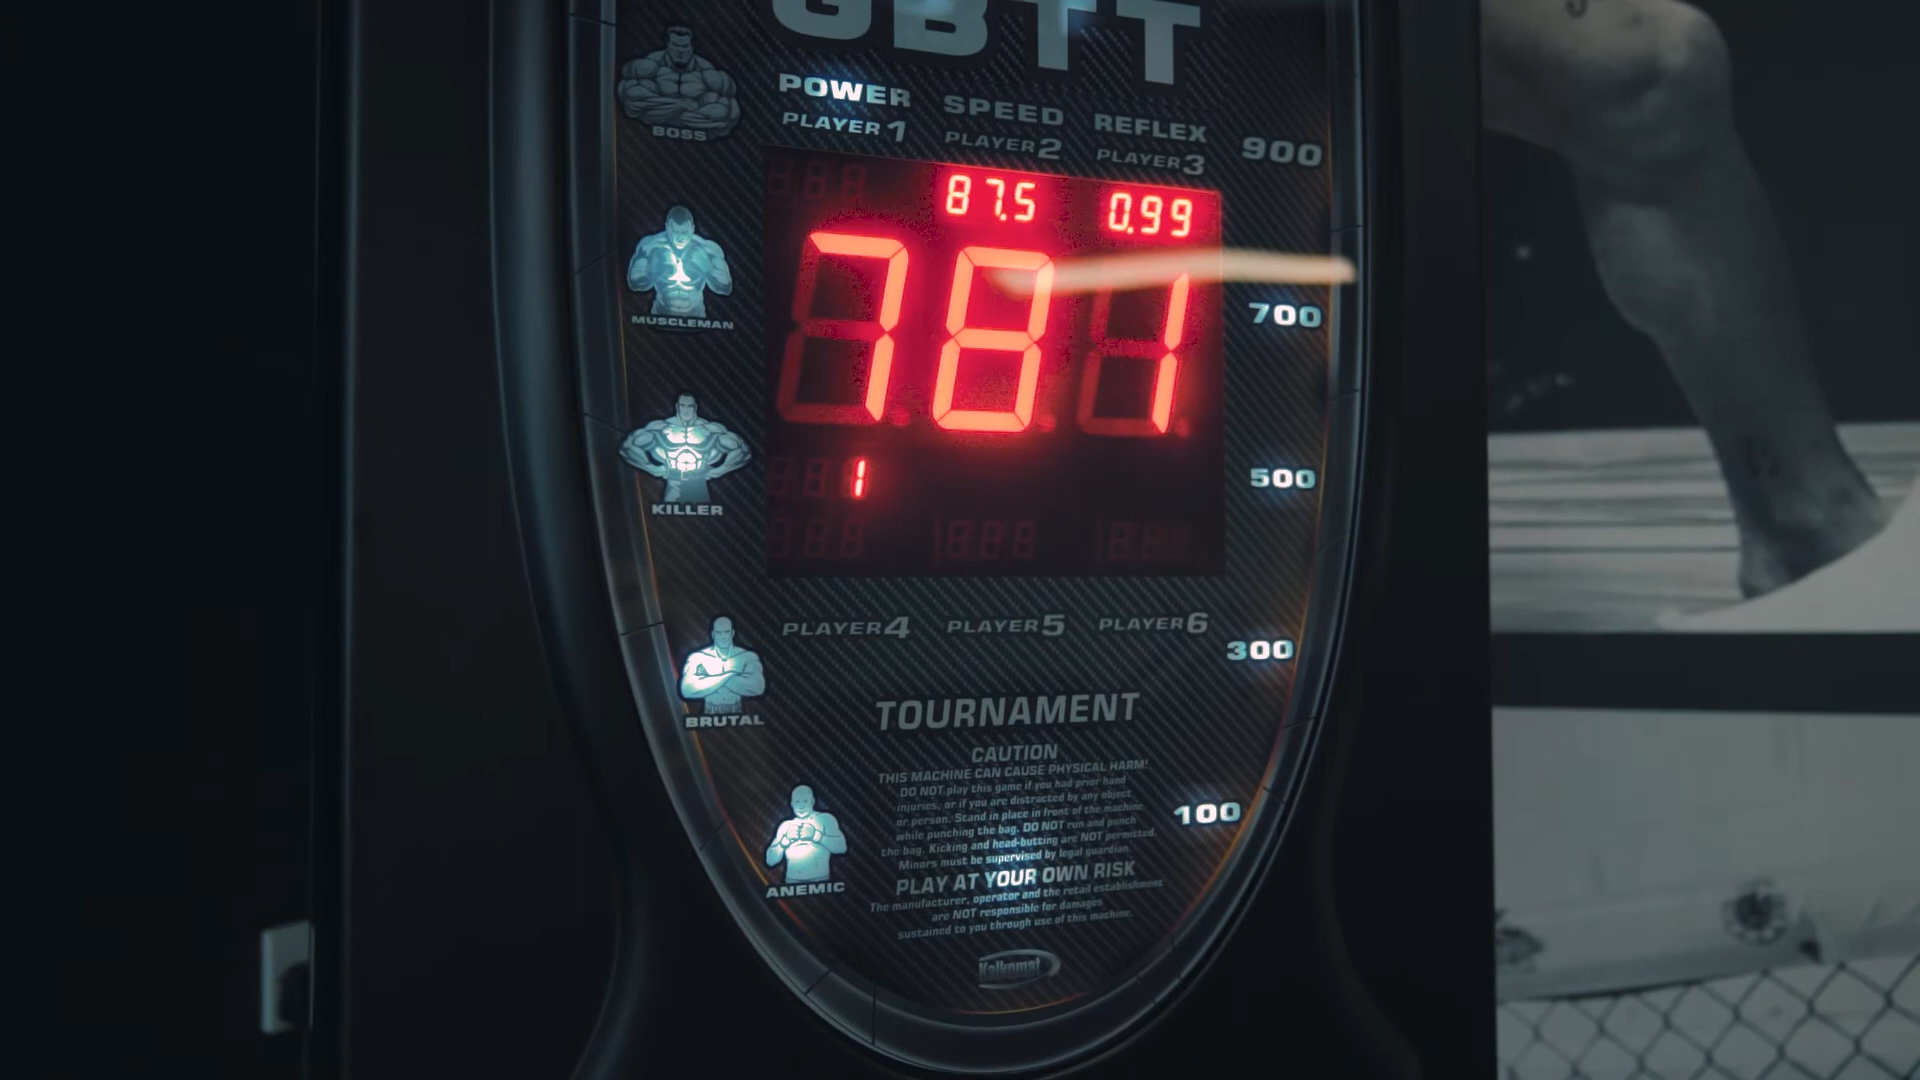 GBTT
BOSS
POWER SPEED REFLEX
PLAYER 1 PLAYER 2 PLAYER 3
900
87.5 0.99
781
MUSCLEMAN
700
1
KILLER
500
PLAYER 4 PLAYER 5 PLAYER 6
300
BRUTAL
TOURNAMENT
CAUTION
THIS MACHINE CAN CAUSE PHYSICAL HARM!
DO NOT play this game if you had prior hand
injuries, or if you are distracted by any object
or person. Stand in place in front of the machine
while punching the bag. DO NOT run and punch
the bag. Kicking and head-butting are NOT permitted.
Minors must be supervised by legal guardian.
100
ANEMIC
PLAY AT YOUR OWN RISK
The manufacturer, operator and the retail establishment
are NOT responsible for damages
sustained to you through use of this machine.
Kalkomat